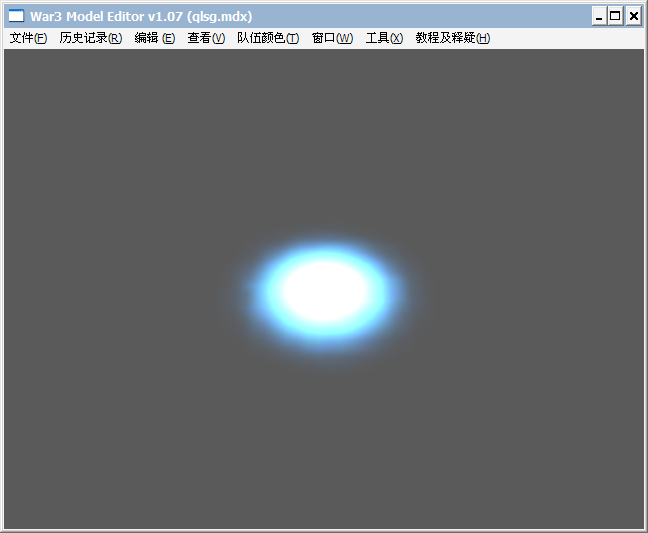 War3 Model Editor v1.07 (qlsg.mdx)
文件(F) 历史记录(R) 编辑 (E) 查看(V) 队伍颜色(T) 窗口(W) 工具(X) 教程及释疑(H)